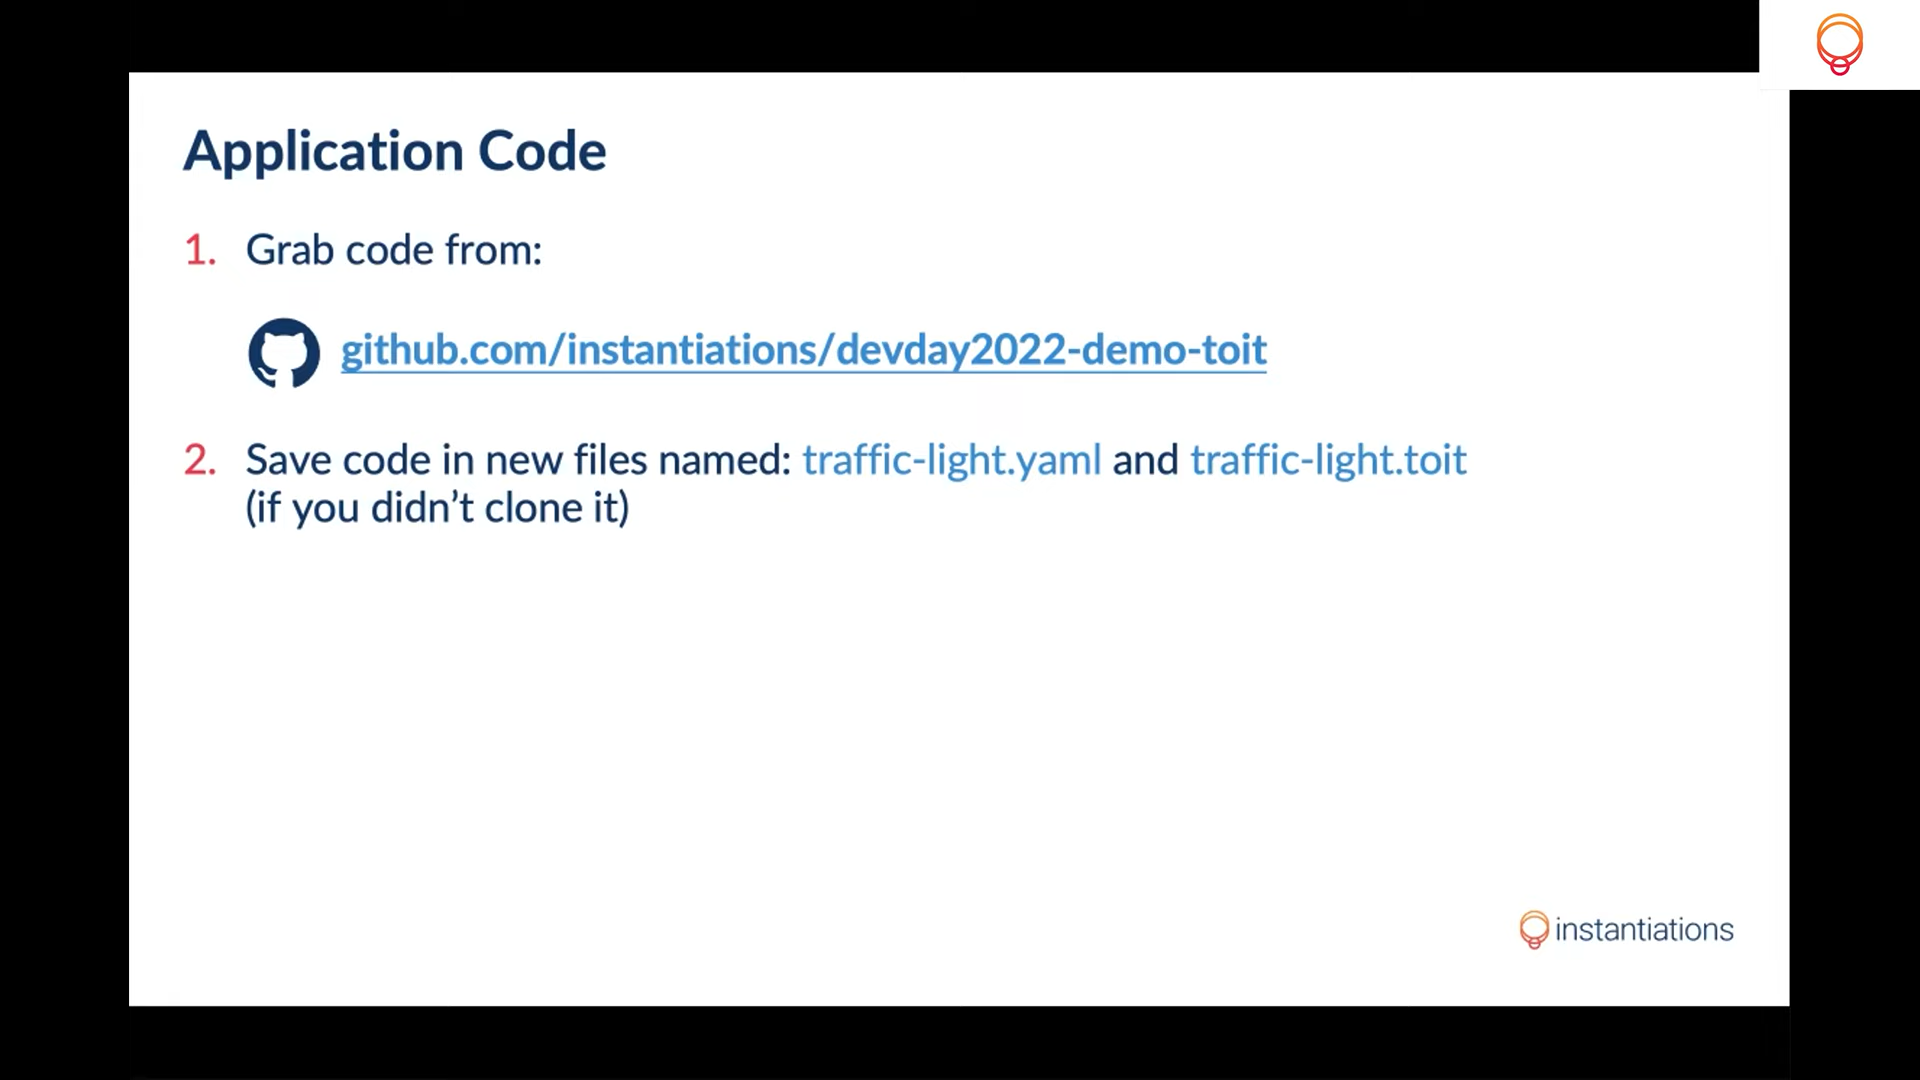 Application Code
1. Grab code from:
github.com/instantiations/devday2022-demo-toit
2. Save code in new files named: traffic-light.yaml and traffic-light.toit
(if you didn’t clone it)
instantiations